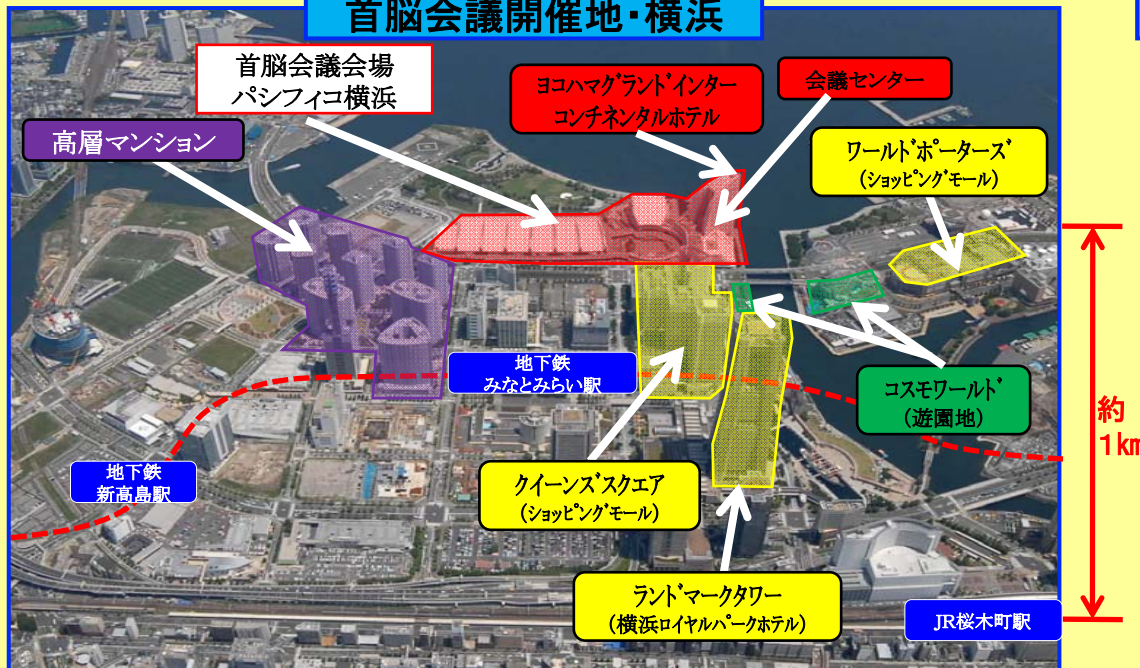 首脳会議開催地・横浜
首脳会議会場
パシフィコ横浜
ヨコハマグランドインター
コンチネンタルホテル
会議センター
高層マンション
ワールドポーターズ
(ショッピングモール)
地下鉄
みなとみらい駅
コスモワールド
(遊園地)
約
1km
地下鉄
新高島駅
クイーンズスクエア
(ショッピングモール)
ランドマークタワー
(横浜ロイヤルパークホテル)
JR桜木町駅